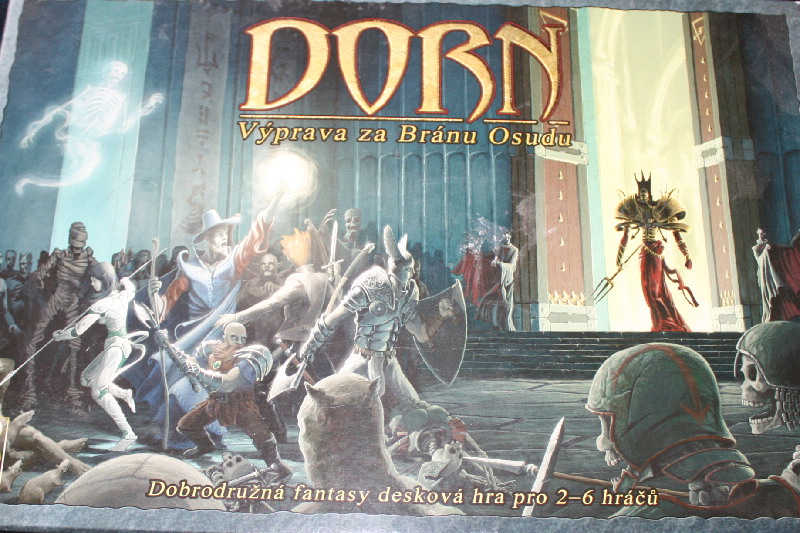 DORN
Výprava za Bránu Osudu
Dobrodružná fantasy desková hra pro 2–6 hráčů